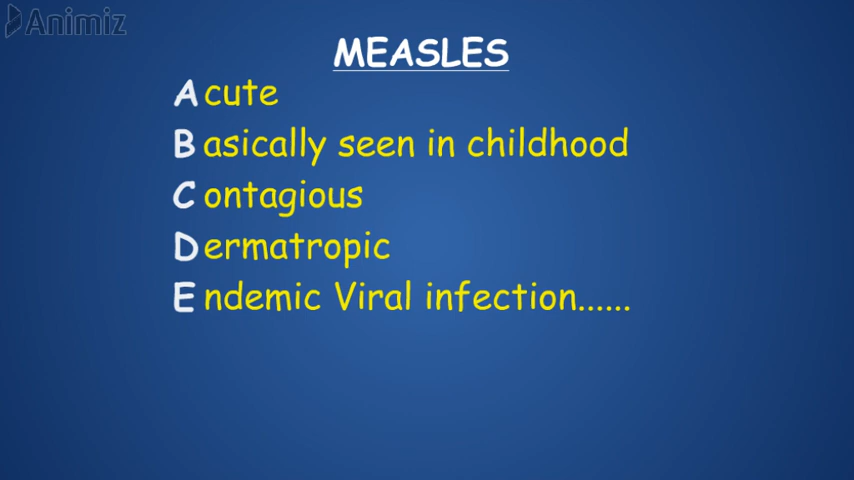 Animiz
MEASLES
Acute
Basically seen in childhood
Contagious
Dermatropic
Endemic Viral infection......